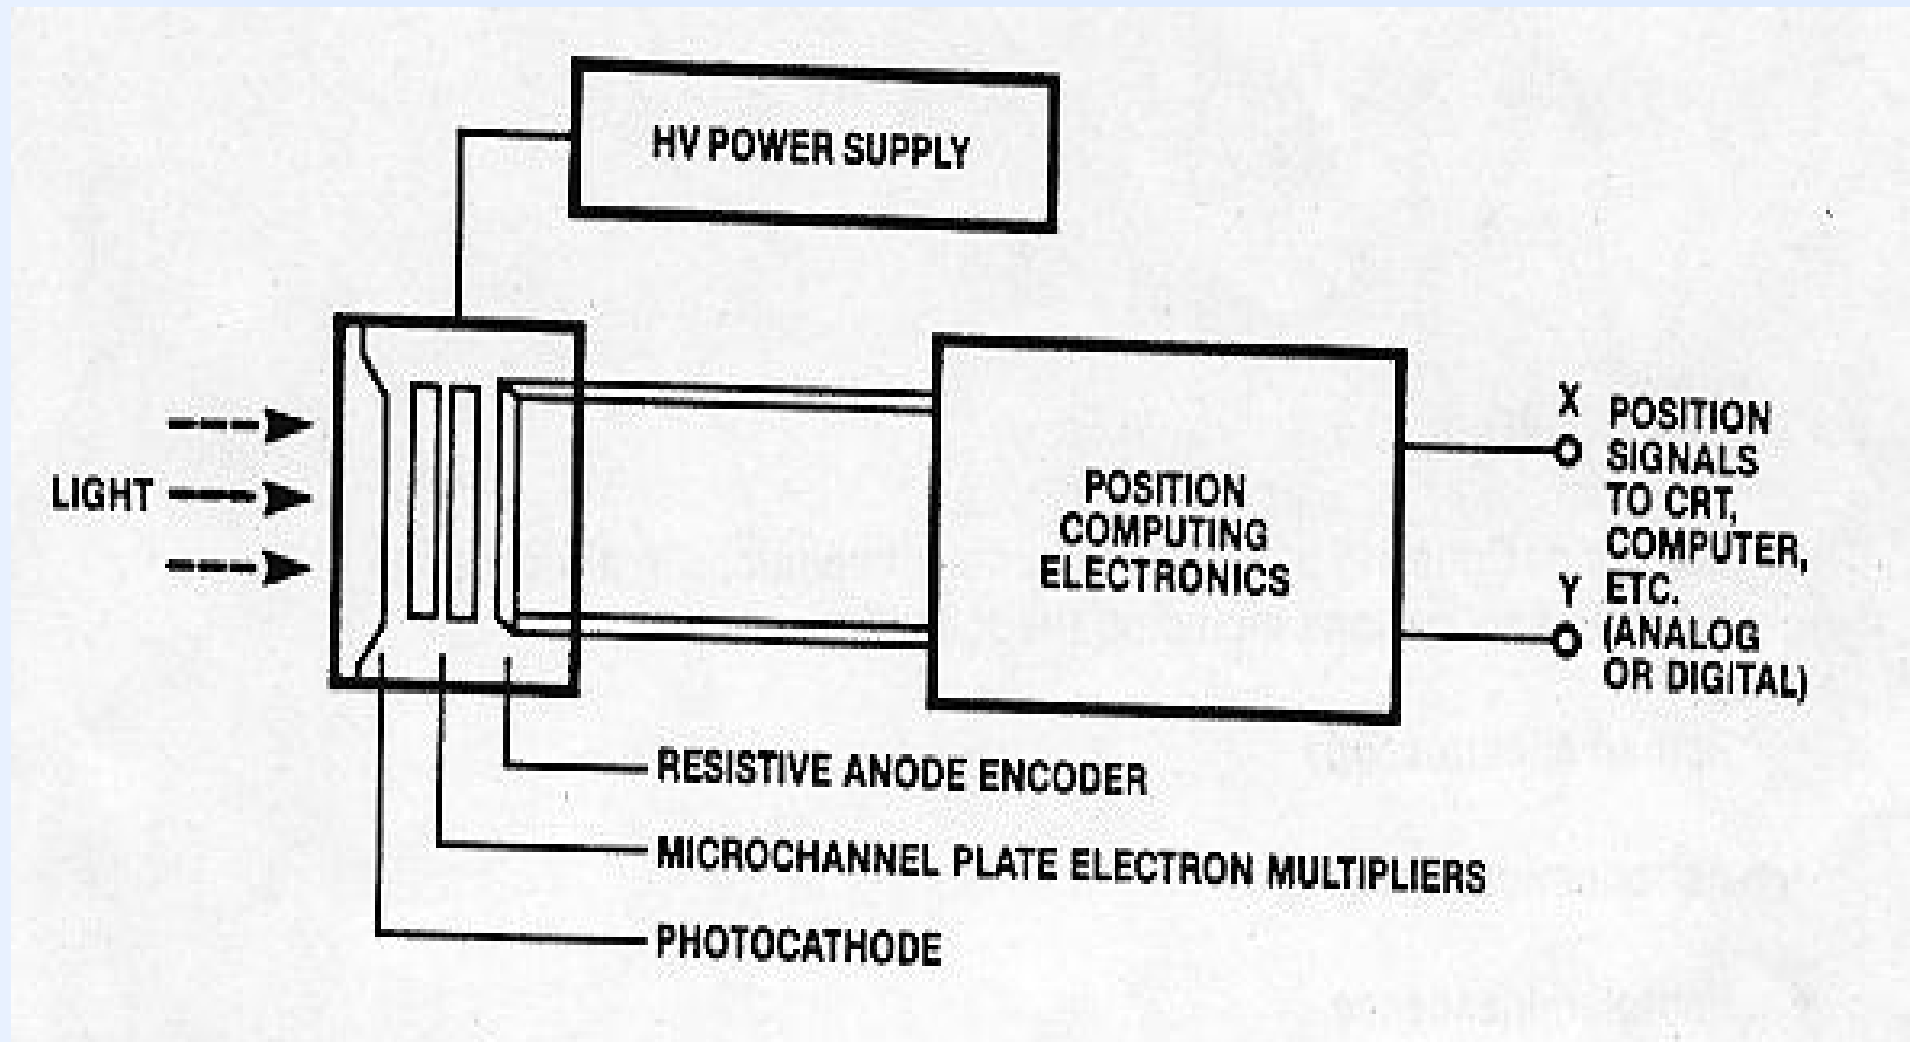 HV POWER SUPPLY
LIGHT
POSITION
COMPUTING
ELECTRONICS
X
Y
POSITION
SIGNALS
TO CRT,
COMPUTER,
ETC.
(ANALOG
OR DIGITAL)
RESISTIVE ANODE ENCODER
MICROCHANNEL PLATE ELECTRON MULTIPLIERS
PHOTOCATHODE